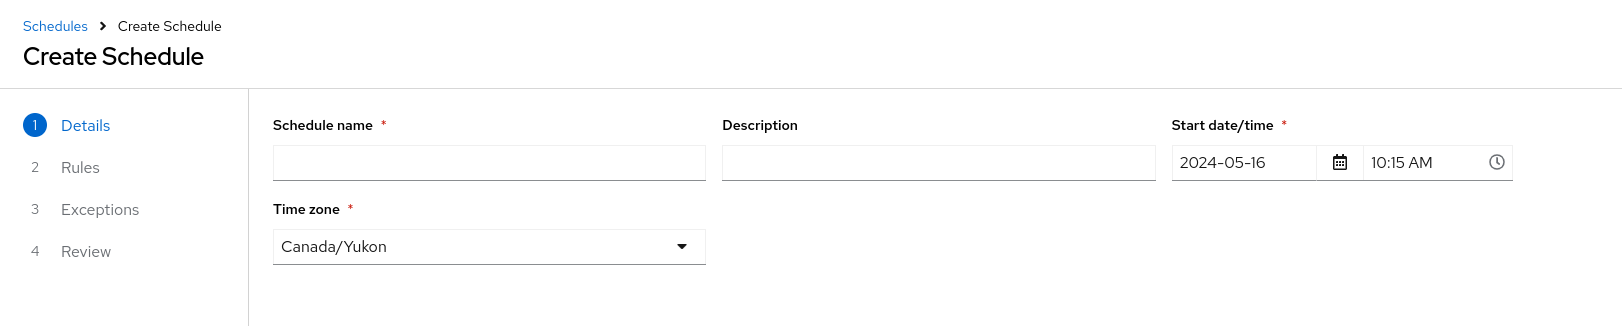 Schedules > Create Schedule
Create Schedule
1 Details
2 Rules
3 Exceptions
4 Review
Schedule name *
Description
Start date/time *
2024-05-16
10:15 AM
Time zone *
Canada/Yukon